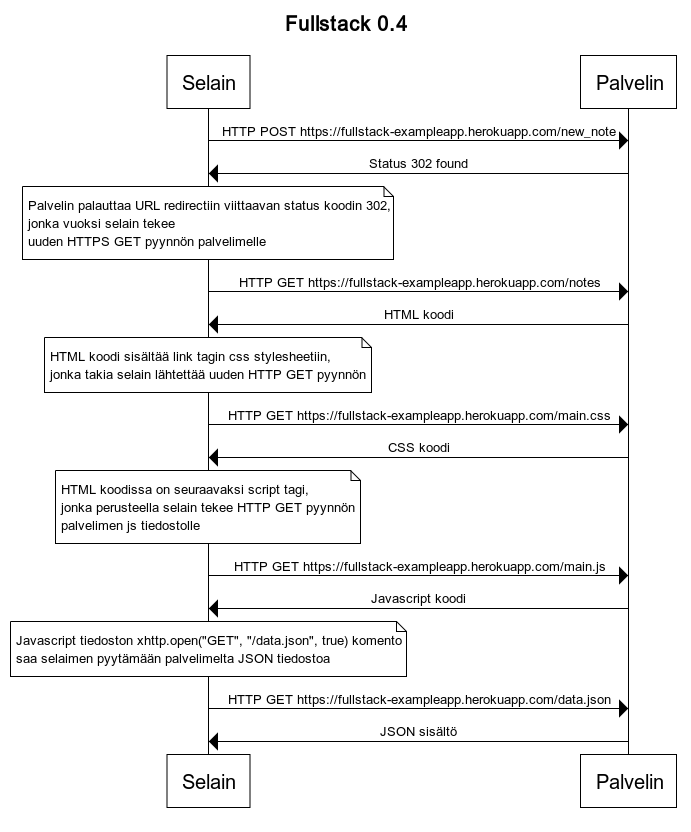 Fullstack 0.4
Selain
Palvelin
HTTP POST https://fullstack-exampleapp.herokuapp.com/new_note
Status 302 found
Palvelin palauttaa URL redirectiin viittaavan status koodin 302,
jonka vuoksi selain tekee
uuden HTTPS GET pyynnön palvelimelle
HTTP GET https://fullstack-exampleapp.herokuapp.com/notes
HTML koodi
HTML koodi sisältää link tagin css stylesheetiin,
jonka takia selain lähtettää uuden HTTP GET pyynnön
HTTP GET https://fullstack-exampleapp.herokuapp.com/main.css
CSS koodi
HTML koodissa on seuraavaksi script tagi,
jonka perusteella selain tekee HTTP GET pyynnön
palvelimen js tiedostolle
HTTP GET https://fullstack-exampleapp.herokuapp.com/main.js
Javascript koodi
Javascript tiedoston xhttp.open("GET", "/data.json", true) komento
saa selaimen pyytämään palvelimelta JSON tiedostoa
HTTP GET https://fullstack-exampleapp.herokuapp.com/data.json
JSON sisältö
Selain
Palvelin